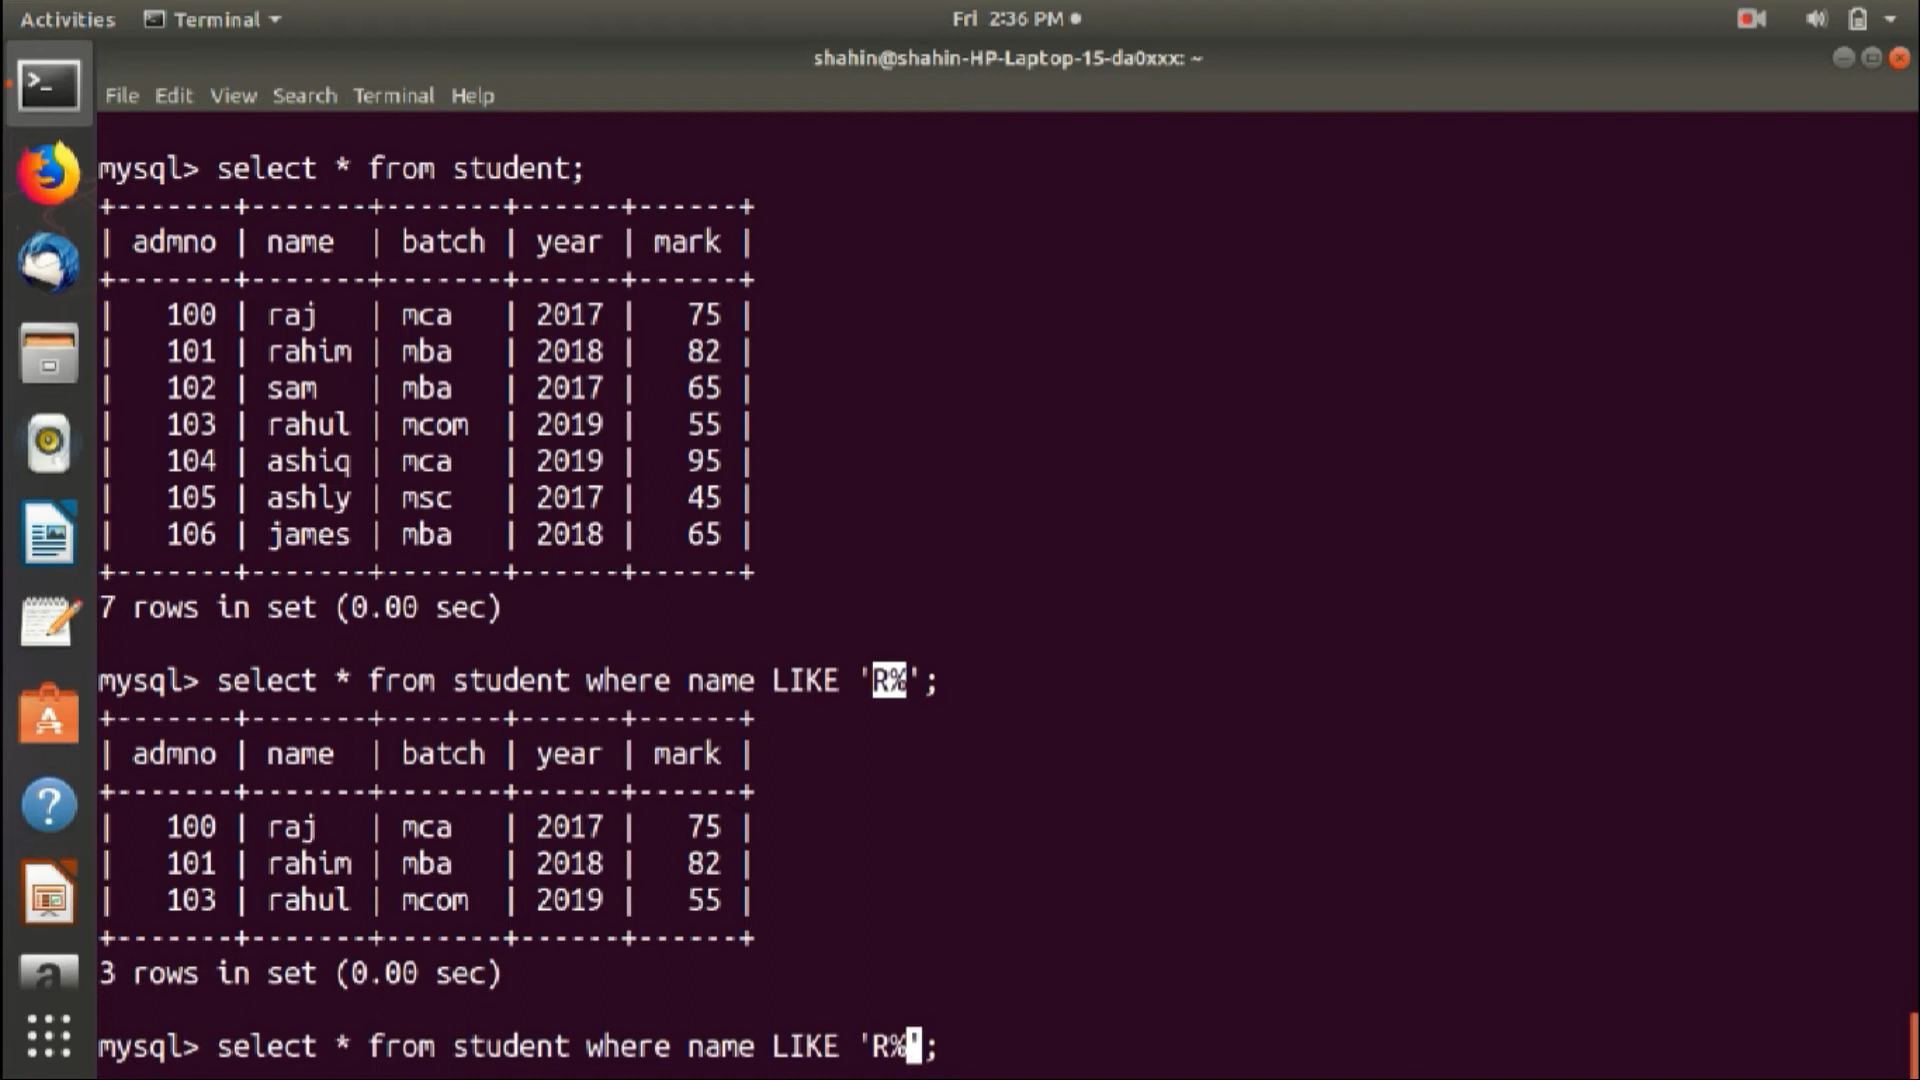 Activities Terminal Fri 2:36 PM
shahin@shahin-HP-Laptop-15-da0xxx: ~
File Edit View Search Terminal Help
mysql> select * from student;
+-------+-------+-------+------+------+
| admno | name  | batch | year | mark |
+-------+-------+-------+------+------+
|   100 | raj   | mca   | 2017 |   75 |
|   101 | rahim | mba   | 2018 |   82 |
|   102 | sam   | mba   | 2017 |   65 |
|   103 | rahul | mcom  | 2019 |   55 |
|   104 | ashiq | mca   | 2019 |   95 |
|   105 | ashly | msc   | 2017 |   45 |
|   106 | james | mba   | 2018 |   65 |
+-------+-------+-------+------+------+
7 rows in set (0.00 sec)
mysql> select * from student where name LIKE 'R%';
+-------+-------+-------+------+------+
| admno | name  | batch | year | mark |
+-------+-------+-------+------+------+
|   100 | raj   | mca   | 2017 |   75 |
|   101 | rahim | mba   | 2018 |   82 |
|   103 | rahul | mcom  | 2019 |   55 |
+-------+-------+-------+------+------+
3 rows in set (0.00 sec)
mysql> select * from student where name LIKE 'R%';